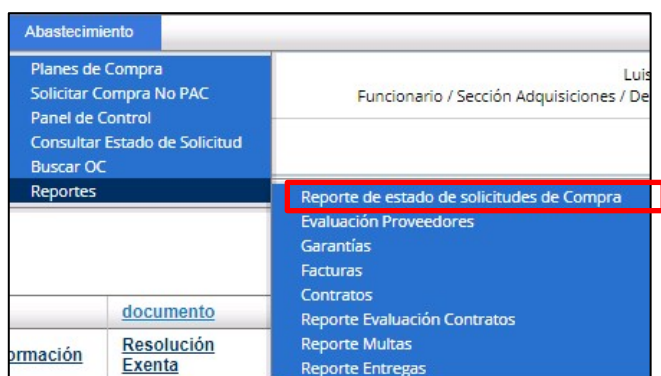 Abastecimiento
Planes de Compra
Solicitar Compra No PAC
Panel de Control
Consultar Estado de Solicitud
Buscar OC
Reportes
Luis
Funcionario / Sección Adquisiciones / De
Reporte de estado de solicitudes de Compra
Evaluación Proveedores
Garantías
Facturas
Contratos
Reporte Evaluación Contratos
Reporte Multas
Reporte Entregas
documento
ormación
Resolución
Exenta